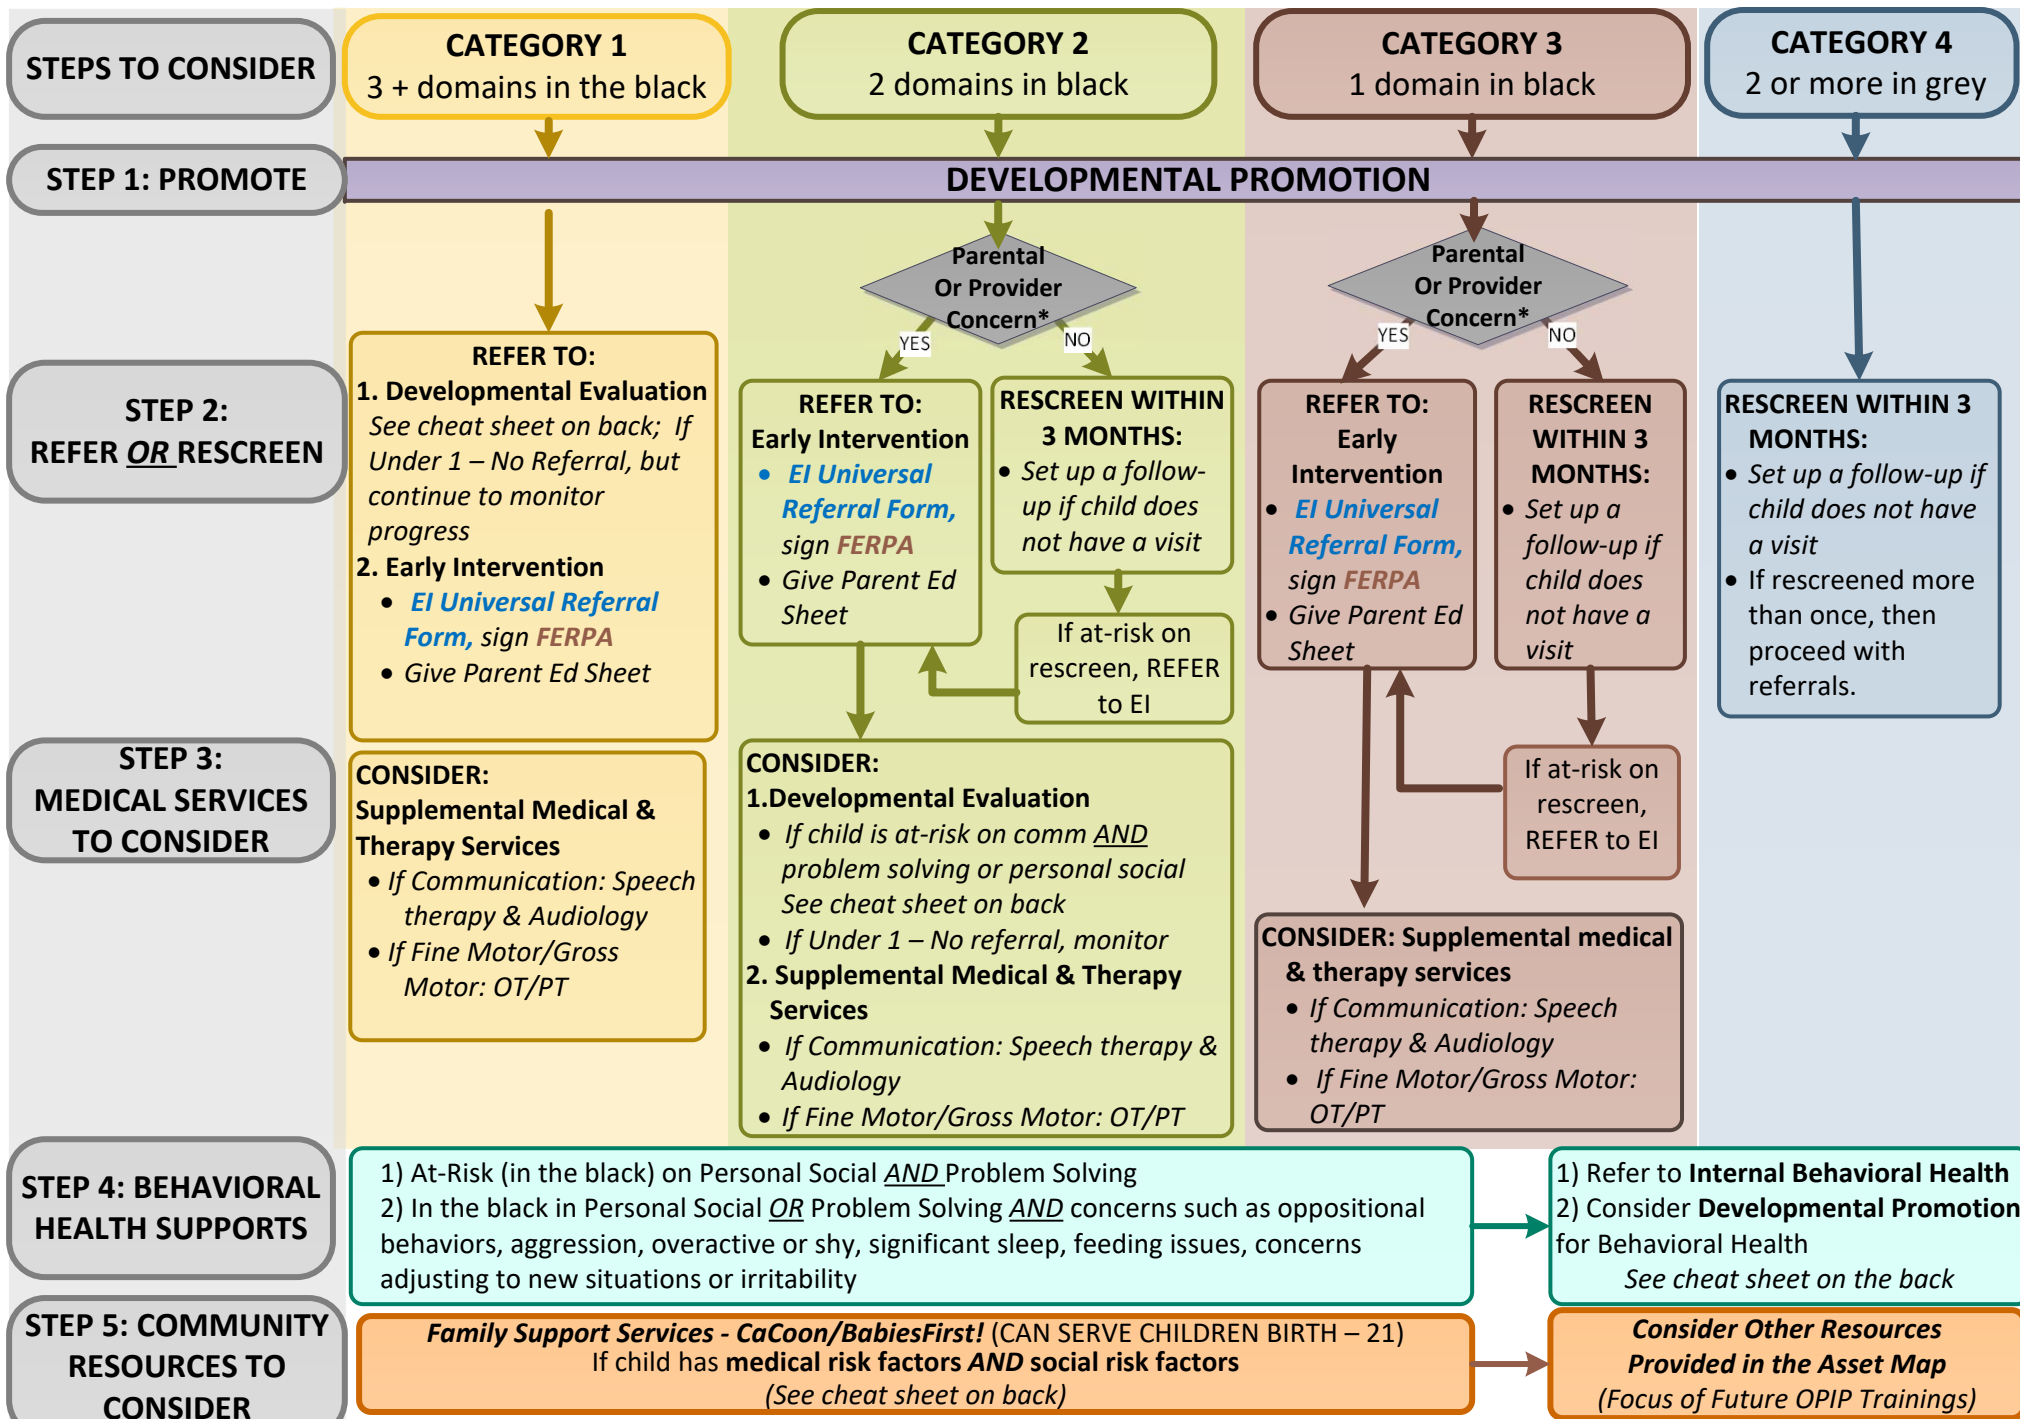 STEPS TO CONSIDER
CATEGORY 1
3 + domains in the black
CATEGORY 2
2 domains in black
CATEGORY 3
1 domain in black
CATEGORY 4
2 or more in grey
STEP 1: PROMOTE
DEVELOPMENTAL PROMOTION
STEP 2:
REFER OR RESCREEN
REFER TO:
1. Developmental Evaluation
See cheat sheet on back; If
Under 1 – No Referral, but
continue to monitor
progress
2. Early Intervention
• EI Universal Referral
Form, sign FERPA
• Give Parent Ed Sheet
Parental
Or Provider
Concern*
YES
NO
REFER TO:
Early Intervention
• EI Universal
Referral Form,
sign FERPA
• Give Parent Ed
Sheet
RESCREEN WITHIN
3 MONTHS:
• Set up a follow-
up if child does
not have a visit
If at-risk on
rescreen, REFER
to EI
Parental
Or Provider
Concern*
YES
NO
REFER TO:
Early
Intervention
• EI Universal
Referral Form,
sign FERPA
• Give Parent Ed
Sheet
RESCREEN
WITHIN 3
MONTHS:
• Set up a
follow-up if
child does
not have a
visit
If at-risk on
rescreen,
REFER to EI
RESCREEN WITHIN 3
MONTHS:
• Set up a follow-up if
child does not have
a visit
• If rescreened more
than once, then
proceed with
referrals.
STEP 3:
MEDICAL SERVICES
TO CONSIDER
CONSIDER:
Supplemental Medical &
Therapy Services
• If Communication: Speech
therapy & Audiology
• If Fine Motor/Gross
Motor: OT/PT
CONSIDER:
1.Developmental Evaluation
• If child is at-risk on comm AND
problem solving or personal social
See cheat sheet on back
• If Under 1 – No referral, monitor
2. Supplemental Medical & Therapy
Services
• If Communication: Speech therapy &
Audiology
• If Fine Motor/Gross Motor: OT/PT
CONSIDER: Supplemental medical
& therapy services
• If Communication: Speech
therapy & Audiology
• If Fine Motor/Gross Motor:
OT/PT
STEP 4: BEHAVIORAL
HEALTH SUPPORTS
1) At-Risk (in the black) on Personal Social AND Problem Solving
2) In the black in Personal Social OR Problem Solving AND concerns such as oppositional
behaviors, aggression, overactive or shy, significant sleep, feeding issues, concerns
adjusting to new situations or irritability
1) Refer to Internal Behavioral Health
2) Consider Developmental Promotion
for Behavioral Health
See cheat sheet on the back
STEP 5: COMMUNITY
RESOURCES TO
CONSIDER
Family Support Services - CaCoon/BabiesFirst! (CAN SERVE CHILDREN BIRTH – 21)
If child has medical risk factors AND social risk factors
(See cheat sheet on back)
Consider Other Resources
Provided in the Asset Map
(Focus of Future OPIP Trainings)